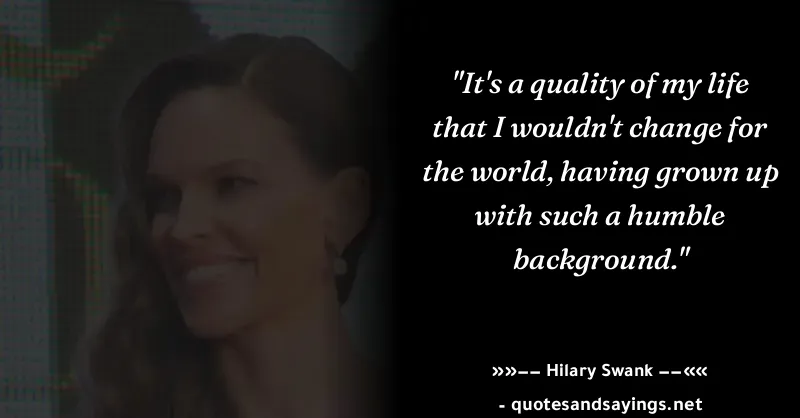 "It's a quality of my life
that I wouldn't change for
the world, having grown up
with such a humble
background."
»»—— Hilary Swank ——««
- quotesandsayings.net